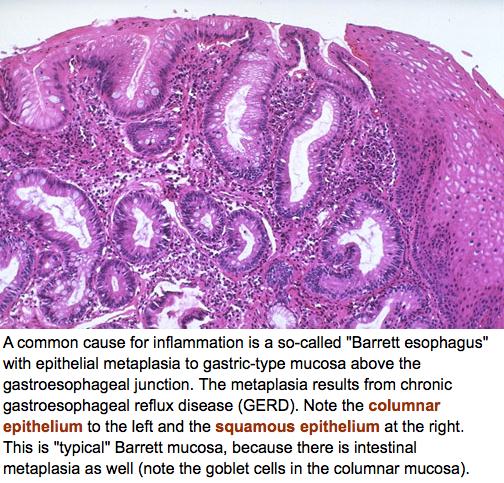 A common cause for inflammation is a so-called "Barrett esophagus"
with epithelial metaplasia to gastric-type mucosa above the
gastroesophageal junction. The metaplasia results from chronic
gastroesophageal reflux disease (GERD). Note the columnar
epithelium to the left and the squamous epithelium at the right.
This is "typical" Barrett mucosa, because there is intestinal
metaplasia as well (note the goblet cells in the columnar mucosa).